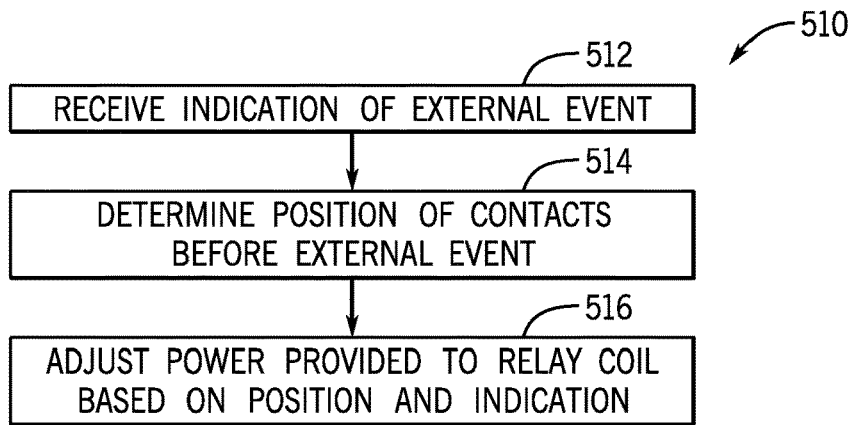 510
512
RECEIVE INDICATION OF EXTERNAL EVENT
514
DETERMINE POSITION OF CONTACTS
BEFORE EXTERNAL EVENT
516
ADJUST POWER PROVIDED TO RELAY COIL
BASED ON POSITION AND INDICATION